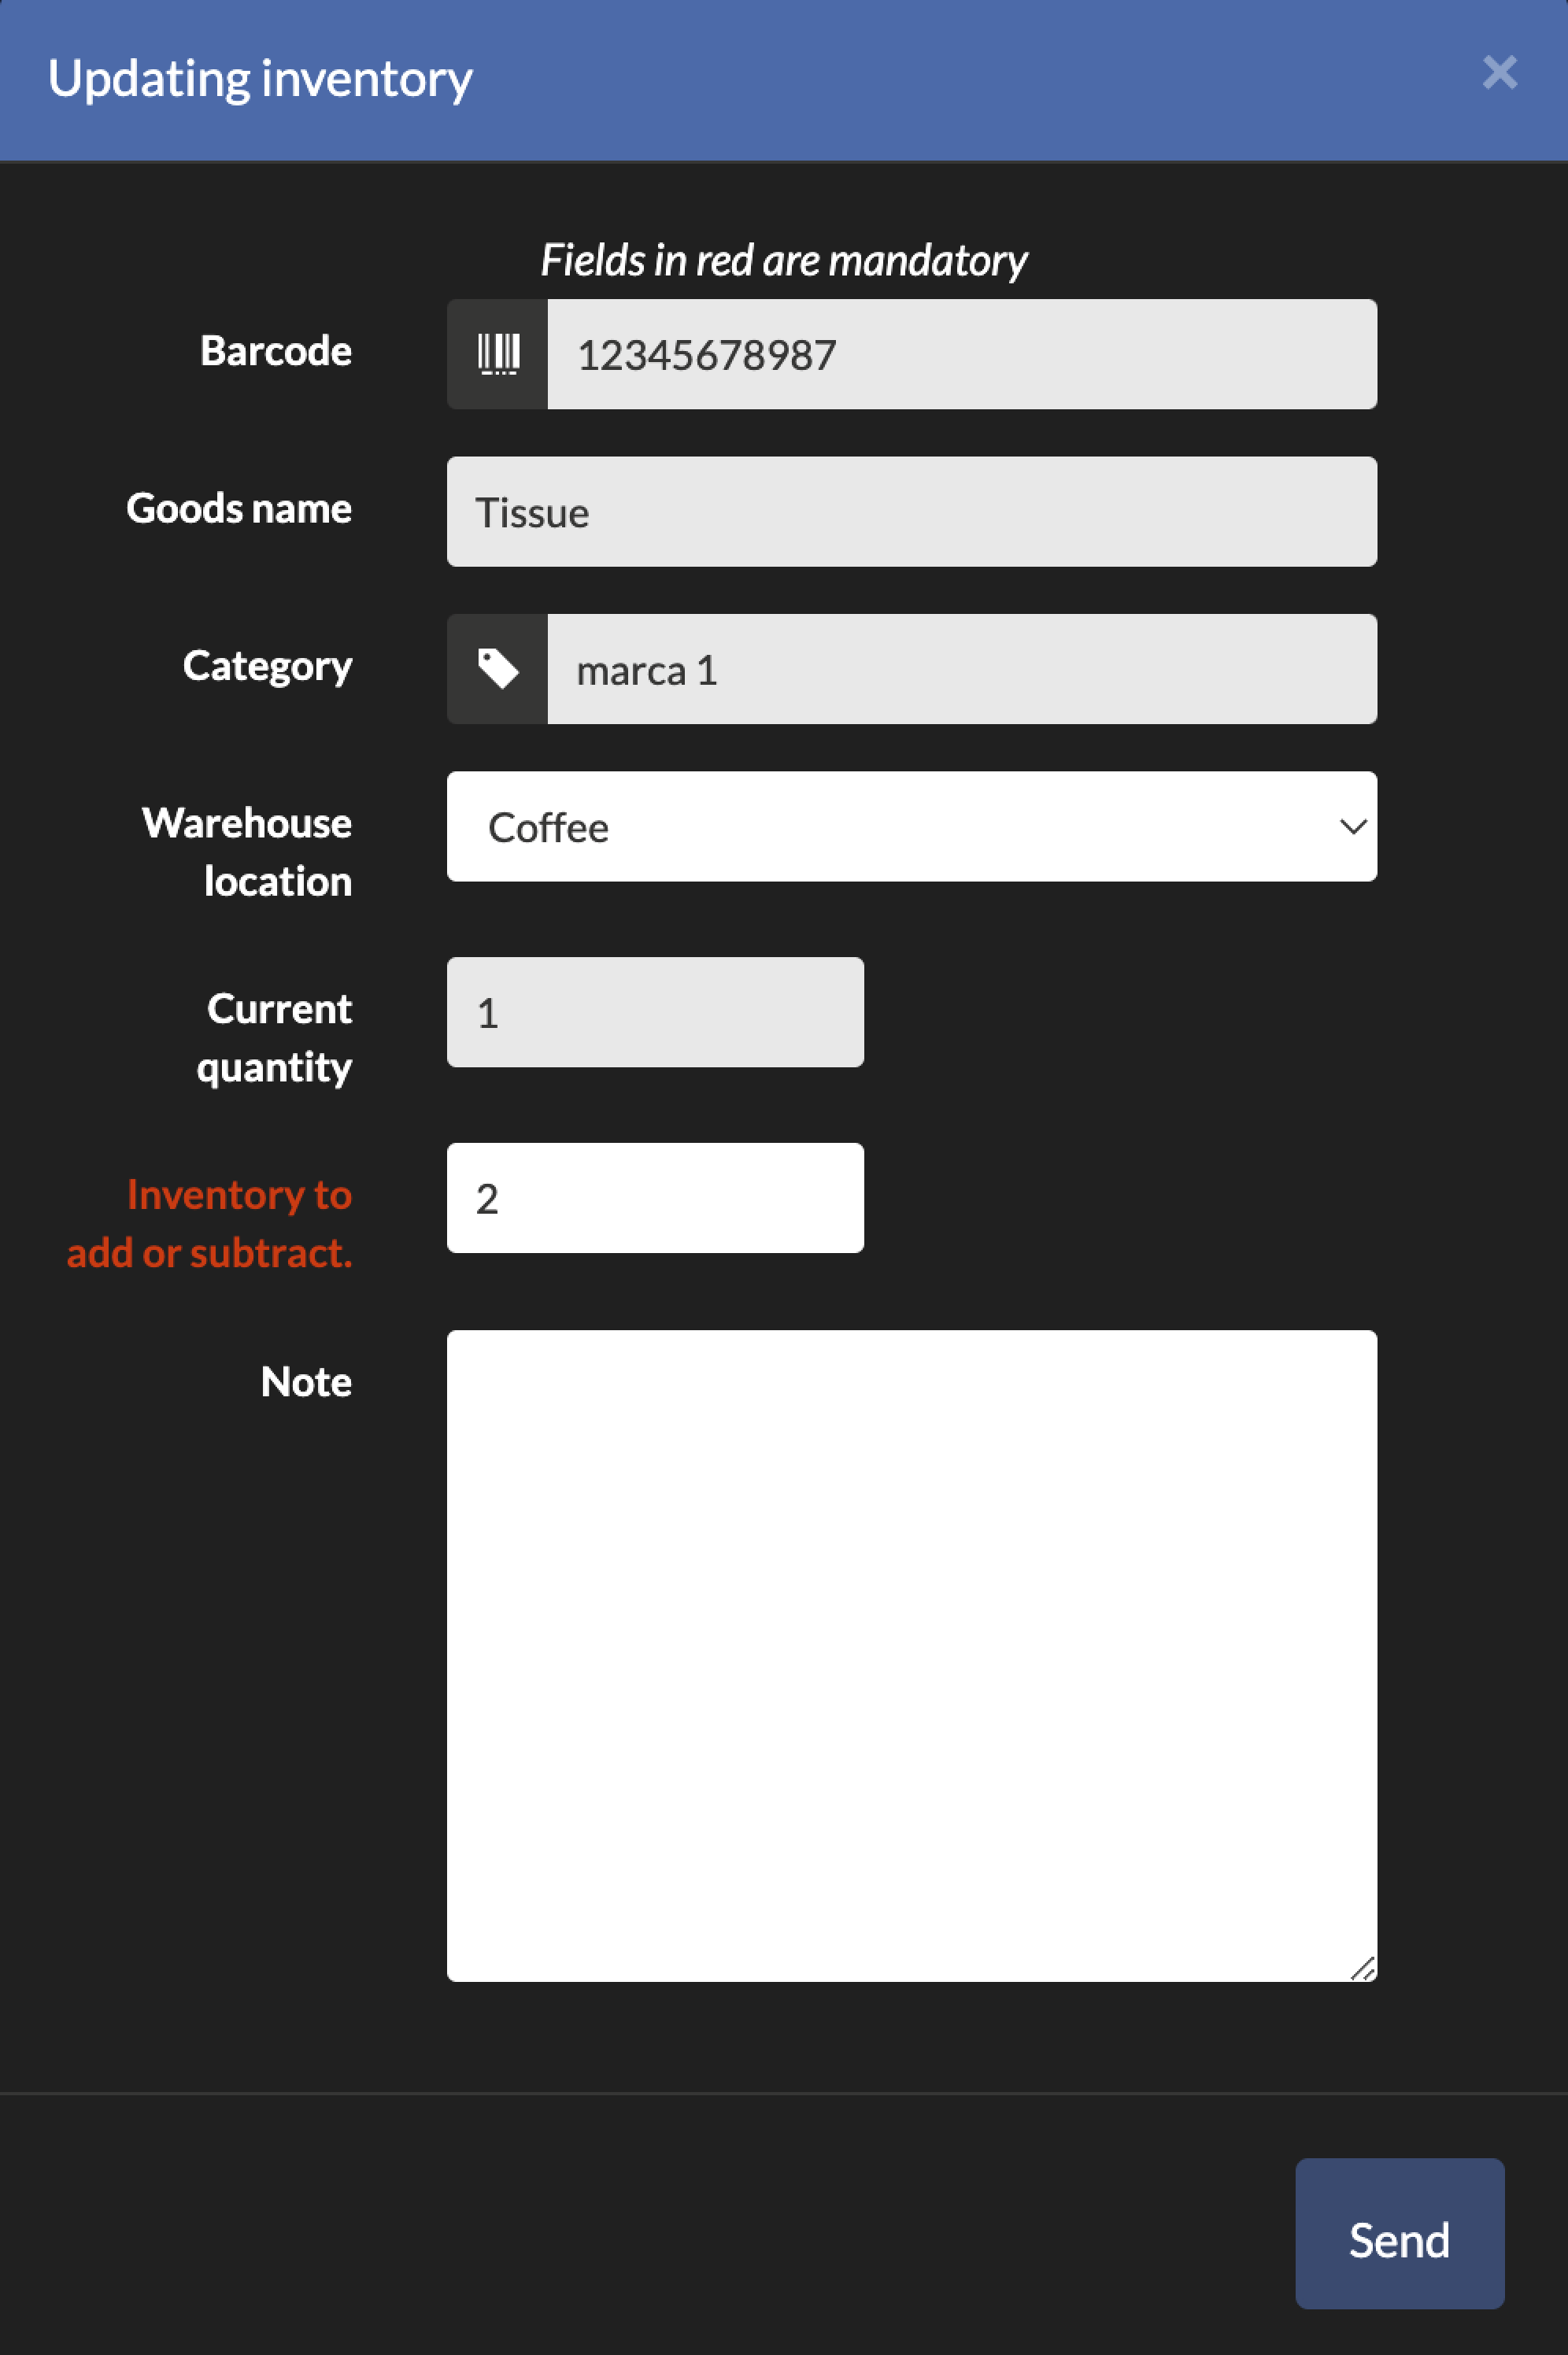 Updating inventory
Fields in red are mandatory
Barcode
12345678987
Goods name
Tissue
Category
marca 1
Warehouse
location
Coffee
Current
quantity
1
Inventory to
add or subtract.
2
Note
Send